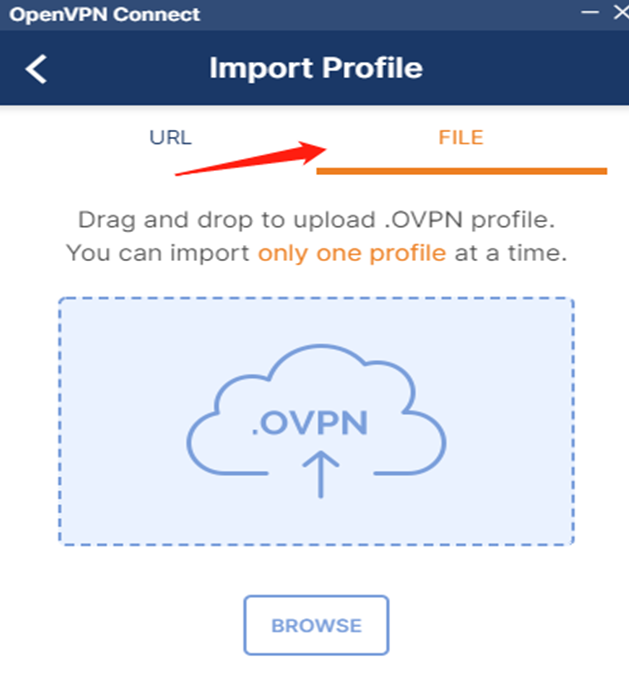 OpenVPN Connect
Import Profile
URL
FILE
Drag and drop to upload .OVPN profile.
You can import only one profile at a time.
.OVPN
BROWSE